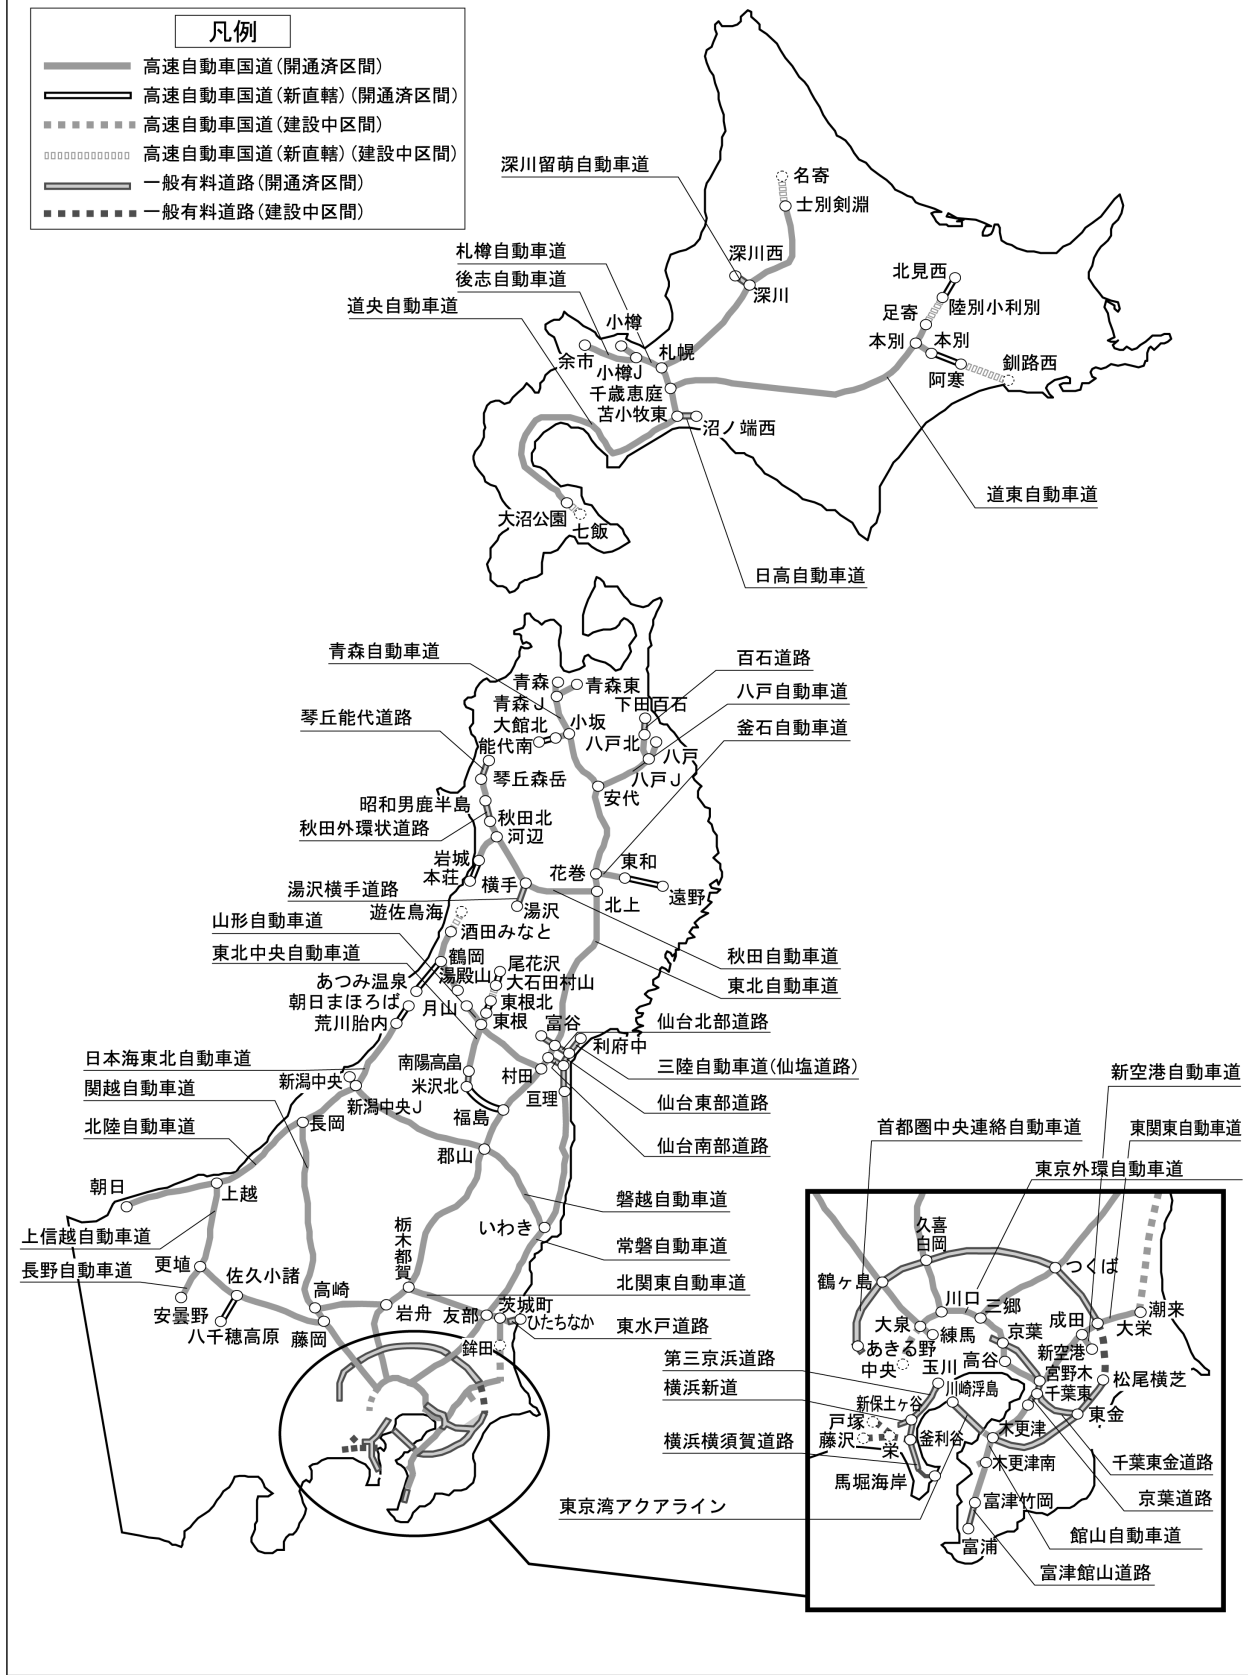 凡例
高速自動車国道(開通済区間)
高速自動車国道(新直轄)(開通済区間)
高速自動車国道(建設中区間)
高速自動車国道(新直轄)(建設中区間)
一般有料道路(開通済区間)
一般有料道路(建設中区間)
深川留萌自動車道
名寄
士別剣淵
札樽自動車道
深川西
後志自動車道
北見西
深川
道央自動車道
小樽
足寄
陸別小利別
余市
小樽J
札幌
本別
本別
釧路西
千歳恵庭
阿寒
苫小牧東
沼ノ端西
道東自動車道
大沼公園
七飯
日高自動車道
青森自動車道
百石道路
青森
青森東
八戸自動車道
青森J
下田百石
琴丘能代道路
大館北
小坂
釜石自動車道
能代南
八戸北
八戸
琴丘森岳
八戸J
昭和男鹿半島
安代
秋田外環状道路
秋田北
河辺
岩城
花巻
東和
本荘
横手
湯沢横手道路
遠野
遊佐鳥海
湯沢
北上
山形自動車道
酒田みなと
東北中央自動車道
鶴岡
尾花沢
秋田自動車道
あつみ温泉
湯殿山
大石田村山
東北自動車道
朝日まほろば
月山
東根北
荒川胎内
東根
富谷
仙台北部道路
利府中
日本海東北自動車道
南陽高畠
三陸自動車道(仙塩道路)
新潟中央
米沢北
村田
新空港自動車道
関越自動車道
亘理
仙台東部道路
新潟中央J
福島
北陸自動車道
長岡
首都圏中央連絡自動車道
東関東自動車道
仙台南部道路
郡山
東京外環自動車道
朝日
上越
磐越自動車道
上信越自動車道
栃木都賀
いわき
常磐自動車道
久喜白岡
更埴
長野自動車道
佐久小諸
北関東自動車道
鶴ヶ島
つくば
高崎
安曇野
岩舟
友部
茨城町
川口
三郷
成田
潮来
八千穂高原
藤岡
ひたちなか
東水戸道路
大泉
練馬
京葉
大栄
鉾田
あきる野
高谷
新空港
第三京浜道路
中央
玉川
宮野木
松尾横芝
横浜新道
川崎浮島
千葉東
新保土ヶ谷
東金
戸塚
横浜横須賀道路
藤沢
栄
釜利谷
木更津
千葉東金道路
木更津南
馬堀海岸
京葉道路
東京湾アクアライン
富津竹岡
館山自動車道
富浦
富津館山道路